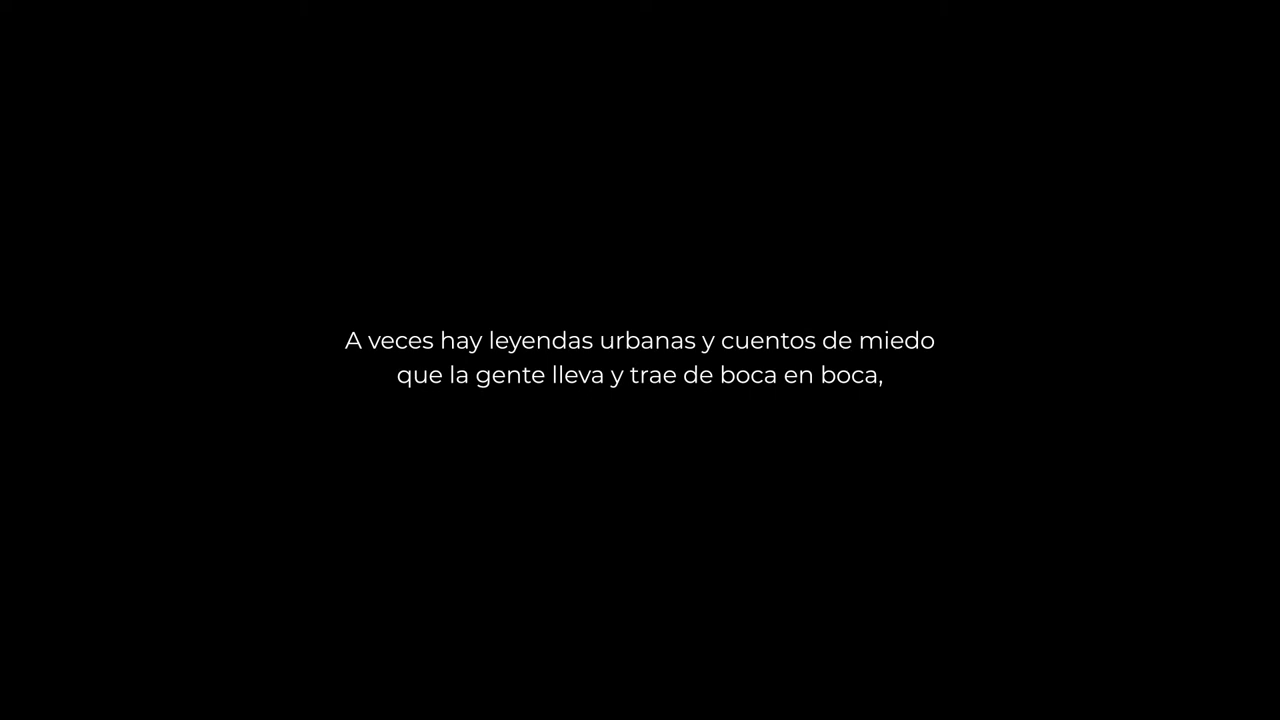 A veces hay leyendas urbanas y cuentos de miedo
que la gente lleva y trae de boca en boca,